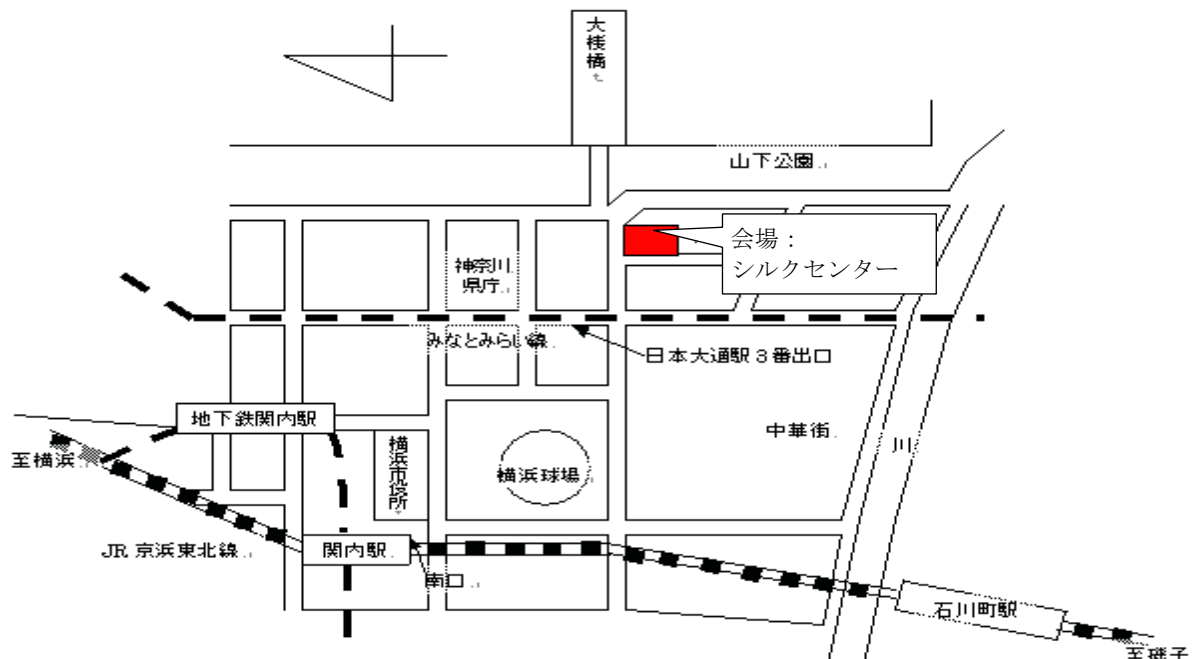 大桟橋
山下公園
会場：
シルクセンター
神奈川
県庁
みなとみらい線
日本大通駅３番出口
地下鉄関内駅
中華街
川
至横浜
横浜市役所
横浜球場
JR 京浜東北線
関内駅
南口
石川町駅
至磯子